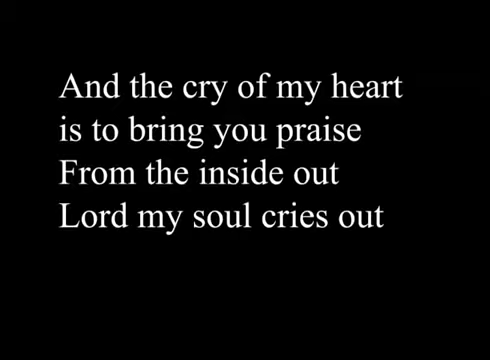 And the cry of my heart
is to bring you praise
From the inside out
Lord my soul cries out